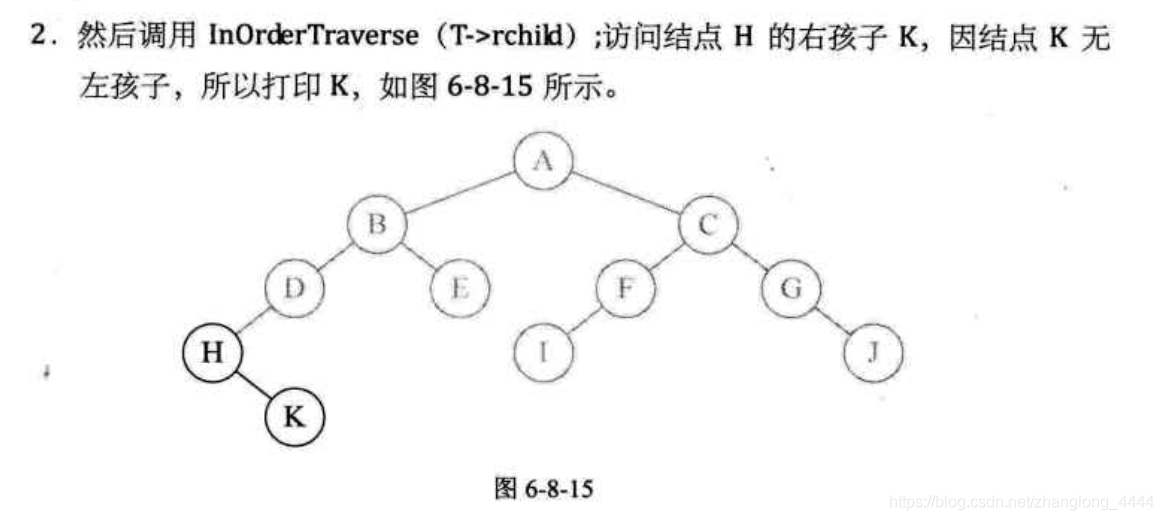 2. 然后调用 InOrderTraverse（T->rchild）;访问结点 H 的右孩子 K，因结点 K 无
左孩子，所以打印 K，如图 6-8-15 所示。
A
B C
D E F G
H I J
K
图 6-8-15
https://blog.csdn.net/zhanglong_4444